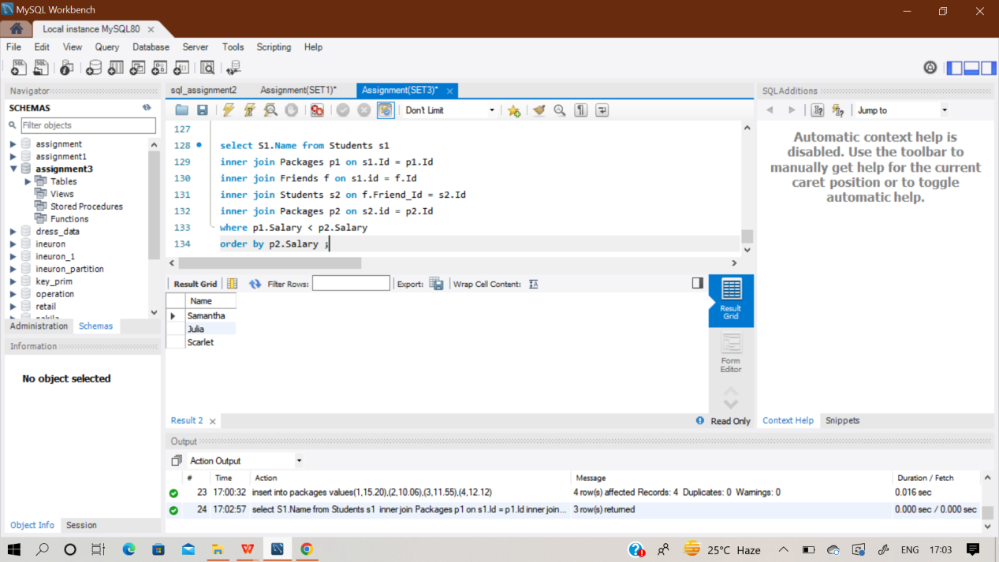 MySQL Workbench
Local instance MySQL80
File Edit View Query Database Server Tools Scripting Help
Navigator
SCHEMAS
Filter objects
assignment
assignment1
assignment3
Tables
Views
Stored Procedures
Functions
dress_data
ineuron
ineuron_1
ineuron_partition
key_prim
operation
retail
Administration Schemas
Information
No object selected
Object Info Session
sql_assignment2 Assignment(SET1)* Assignment(SET3)*
Don't Limit
127
128 select S1.Name from Students s1
129 inner join Packages p1 on s1.Id = p1.Id
130 inner join Friends f on s1.id = f.Id
131 inner join Students s2 on f.Friend_Id = s2.Id
132 inner join Packages p2 on s2.id = p2.Id
133 where p1.Salary < p2.Salary
134 order by p2.Salary ;
Result Grid Filter Rows: Export: Wrap Cell Content:
Name
Samantha
Julia
Scarlet
Result
Grid
Form
Editor
Result 2 Read Only
SQLAdditions
Jump to
Automatic context help is
disabled. Use the toolbar to
manually get help for the current
caret position or to toggle
automatic help.
Context Help Snippets
Output
Action Output
# Time Action Message Duration / Fetch
23 17:00:32 insert into packages values(1,15.20),(2,10.06),(3,11.55),(4,12.12) 4 row(s) affected Records: 4 Duplicates: 0 Warnings: 0 0.016 sec
24 17:02:57 select S1.Name from Students s1 inner join Packages p1 on s1.Id = p1.Id inner join... 3 row(s) returned 0.000 sec / 0.000 sec
25°C Haze ENG 17:03